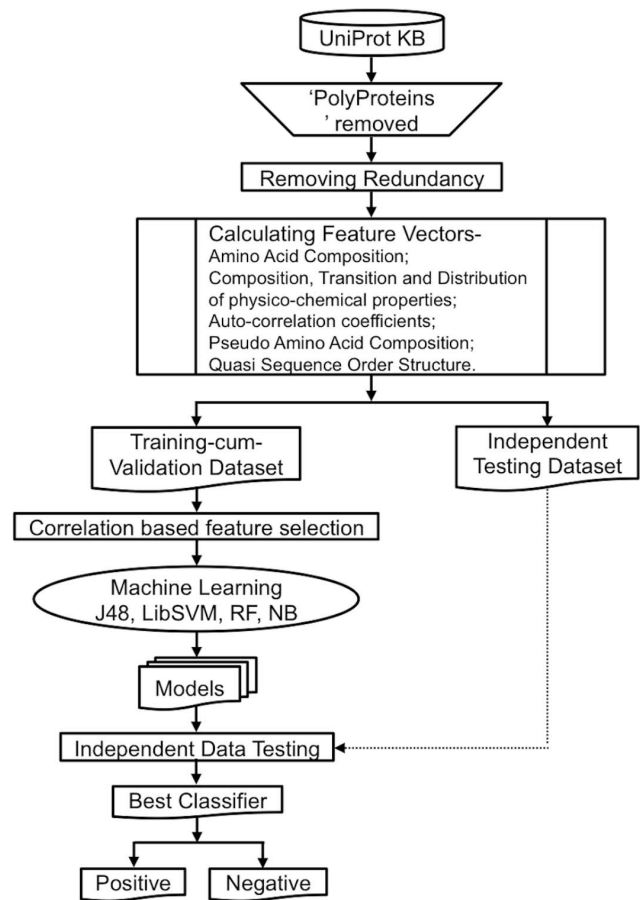 UniProt KB
‘PolyProteins
’ removed
Removing Redundancy
Calculating Feature Vectors-
Amino Acid Composition;
Composition, Transition and Distribution
of physico-chemical properties;
Auto-correlation coefficients;
Pseudo Amino Acid Composition;
Quasi Sequence Order Structure.
Training-cum-
Validation Dataset
Independent
Testing Dataset
Correlation based feature selection
Machine Learning
J48, LibSVM, RF, NB
Models
Independent Data Testing
Best Classifier
Positive
Negative